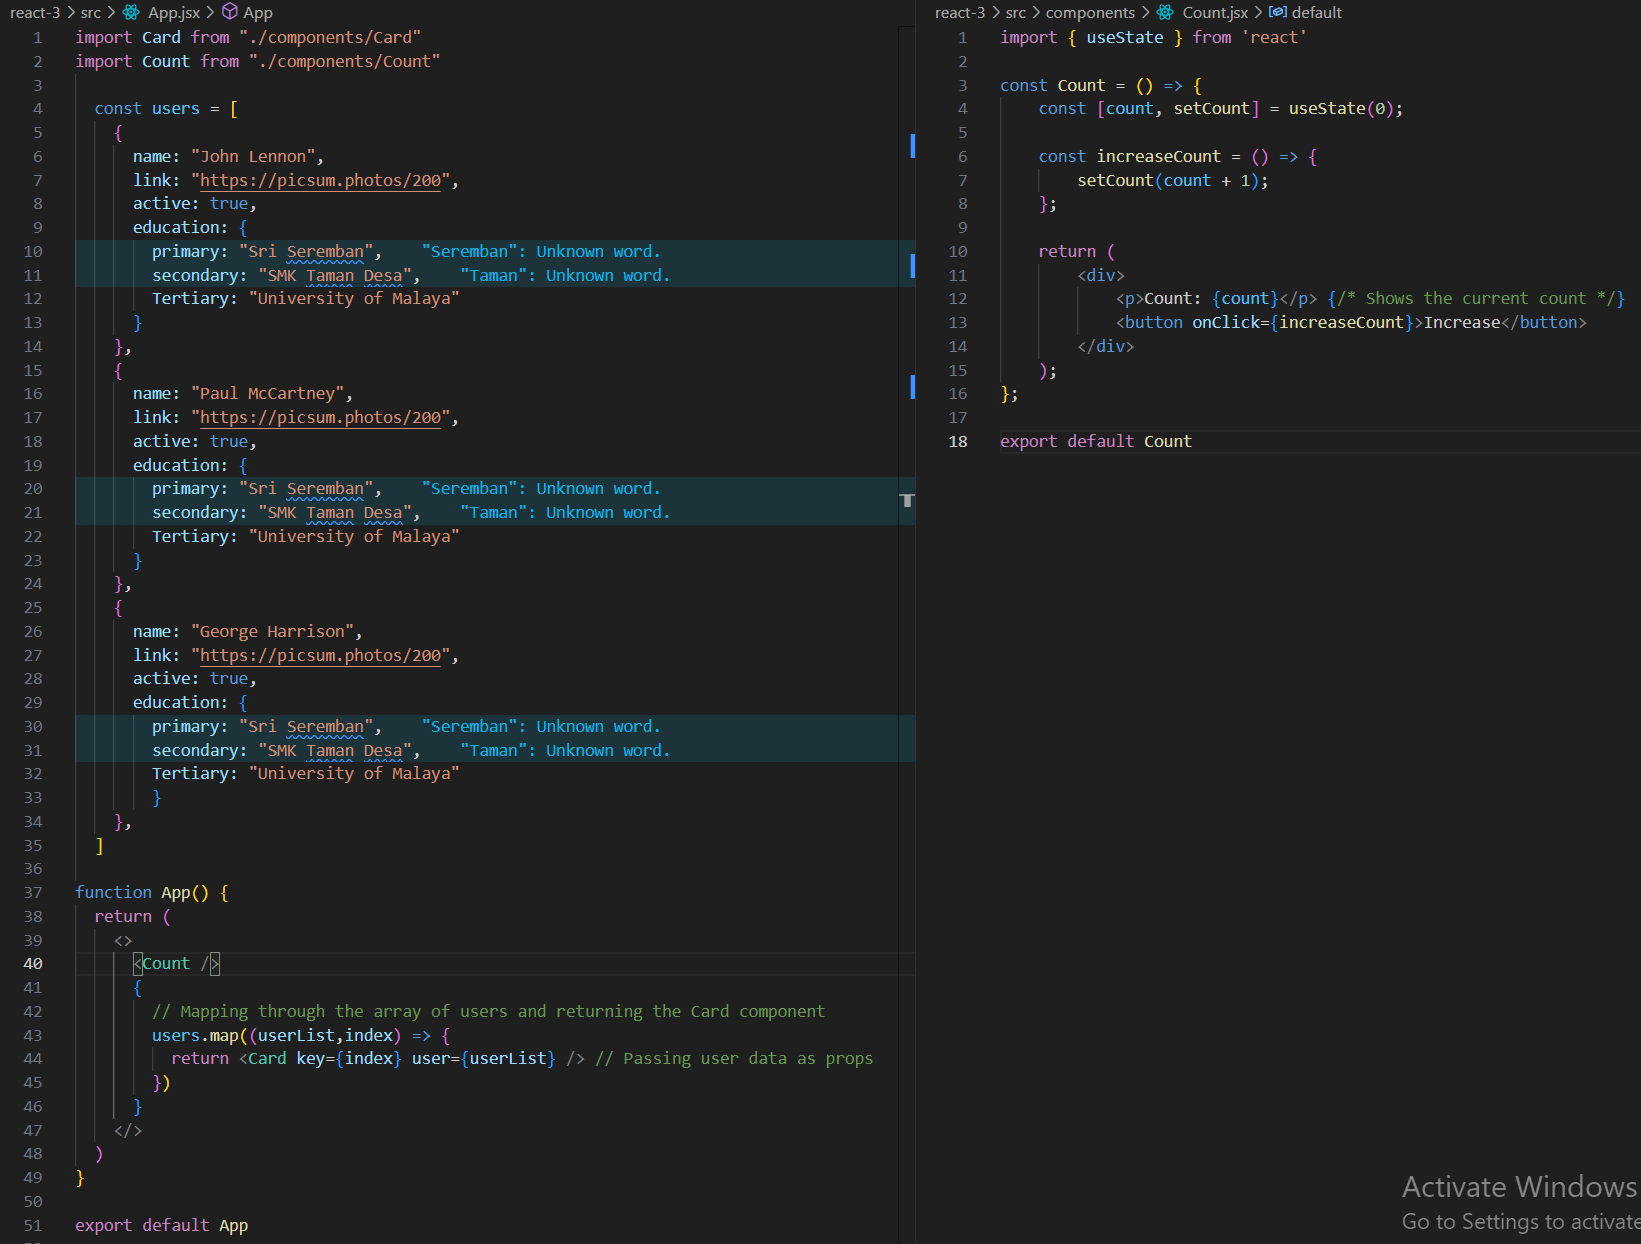 react-3 > src > App.jsx > App
1 import Card from "./components/Card"
2 import Count from "./components/Count"
3
4 const users = [
5 {
6 name: "John Lennon",
7 link: "https://picsum.photos/200",
8 active: true,
9 education: {
10 primary: "Sri Seremban", "Seremban": Unknown word.
11 secondary: "SMK Taman Desa", "Taman": Unknown word.
12 Tertiary: "University of Malaya"
13 }
14 },
15 {
16 name: "Paul McCartney",
17 link: "https://picsum.photos/200",
18 active: true,
19 education: {
20 primary: "Sri Seremban", "Seremban": Unknown word.
21 secondary: "SMK Taman Desa", "Taman": Unknown word.
22 Tertiary: "University of Malaya"
23 }
24 },
25 {
26 name: "George Harrison",
27 link: "https://picsum.photos/200",
28 active: true,
29 education: {
30 primary: "Sri Seremban", "Seremban": Unknown word.
31 secondary: "SMK Taman Desa", "Taman": Unknown word.
32 Tertiary: "University of Malaya"
33 }
34 },
35 ]
36
37 function App() {
38 return (
39 <>
40 <Count />
41 {
42 // Mapping through the array of users and returning the Card component
43 users.map((userList,index) => {
44 return <Card key={index} user={userList} /> // Passing user data as props
45 })
46 }
47 </>
48 )
49 }
50
51 export default App
react-3 > src > components > Count.jsx > default
1 import { useState } from 'react'
2
3 const Count = () => {
4 const [count, setCount] = useState(0);
5
6 const increaseCount = () => {
7 setCount(count + 1);
8 };
9
10 return (
11 <div>
12 <p>Count: {count}</p> {/* Shows the current count */}
13 <button onClick={increaseCount}>Increase</button>
14 </div>
15 );
16 };
17
18 export default Count
Activate Windows
Go to Settings to activate